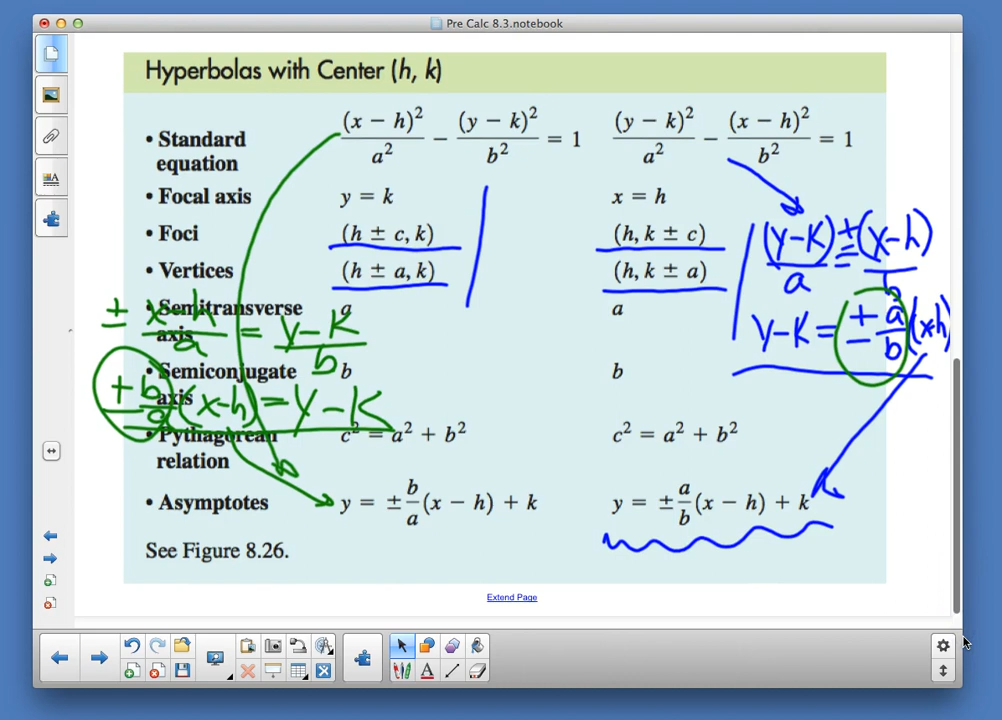 Pre Calc 8.3.notebook
Hyperbolas with Center (h, k)
• Standard equation (x − h)²/a² − (y − k)²/b² = 1 (y − k)²/a² − (x − h)²/b² = 1
• Focal axis y = k x = h
• Foci (h ± c, k) (h, k ± c)
• Vertices (h ± a, k) (h, k ± a)
• Semitransverse axis a a
• Semiconjugate axis b b
• Pythagorean relation c² = a² + b² c² = a² + b²
• Asymptotes y = ± b/a (x − h) + k y = ± a/b (x − h) + k
See Figure 8.26.
± x−h/a = y−k/b
± b/a (x−h) = y−k
(y−k)/a = ± (x−h)/b
y−k = ± a/b (x-h)
Extend Page
A